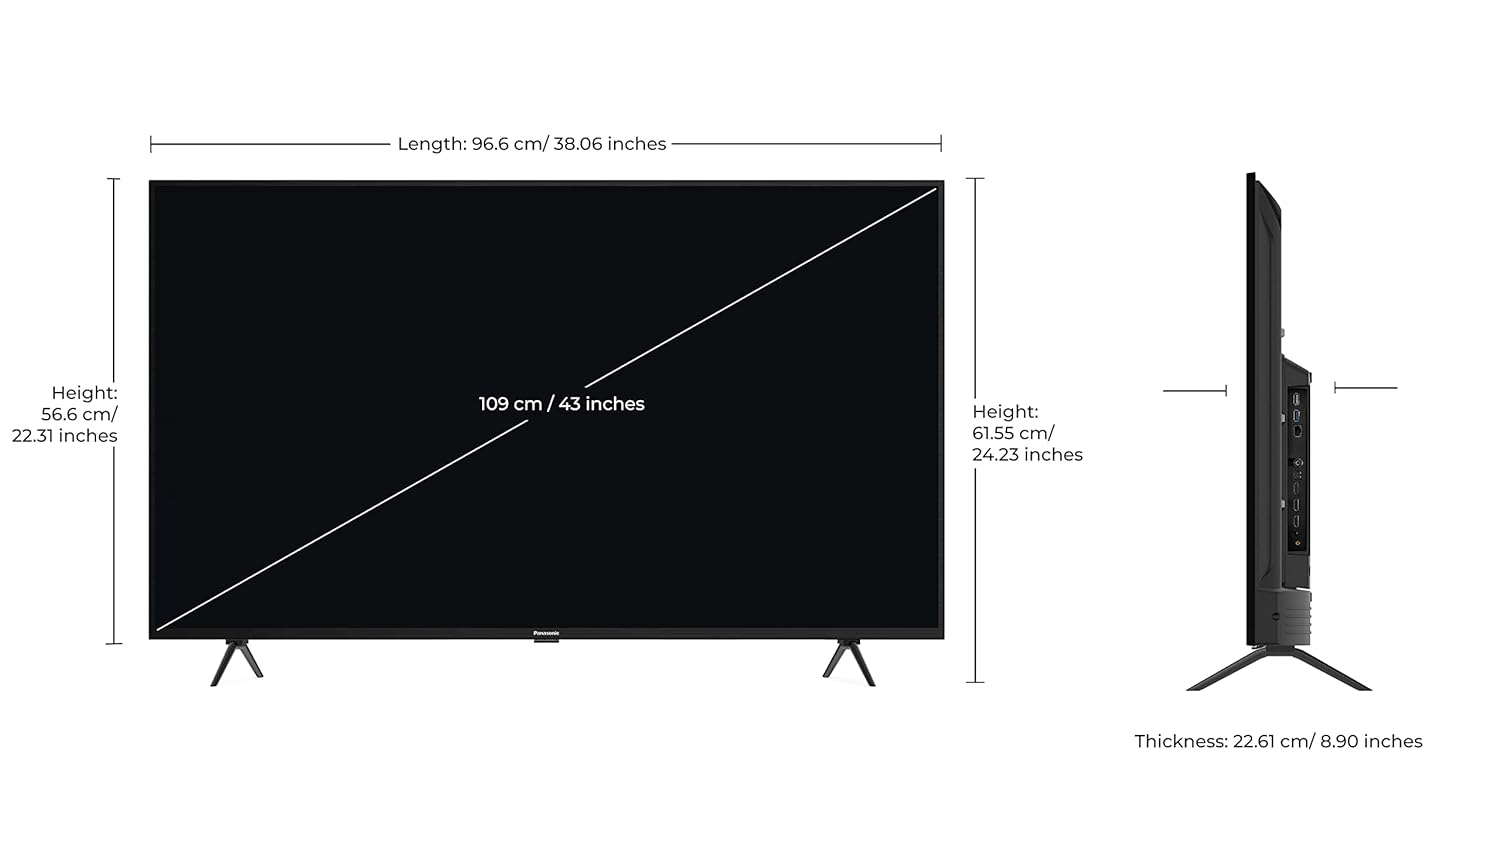 Length: 96.6 cm/ 38.06 inches
Height:
56.6 cm/
22.31 inches
109 cm / 43 inches
Height:
61.55 cm/
24.23 inches
Panasonic
Thickness: 22.61 cm/ 8.90 inches